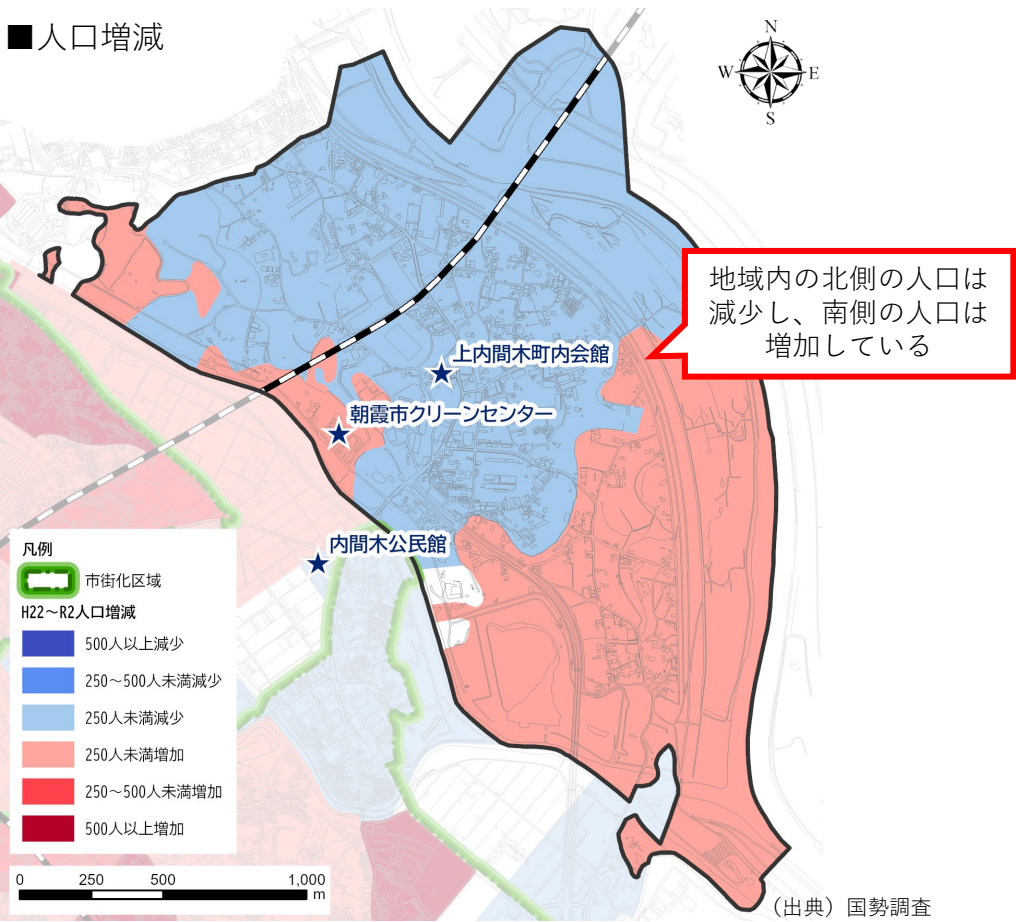 ■人口増減
N
W
E
S
地域内の北側の人口は
減少し、南側の人口は
増加している
上内間木町内会館
朝霞市クリーンセンター
内間木公民館
凡例
市街化区域
H22～R2人口増減
500人以上減少
250～500人未満減少
250人未満減少
250人未満増加
250～500人未満増加
500人以上増加
0 250 500 1,000
m
（出典）国勢調査